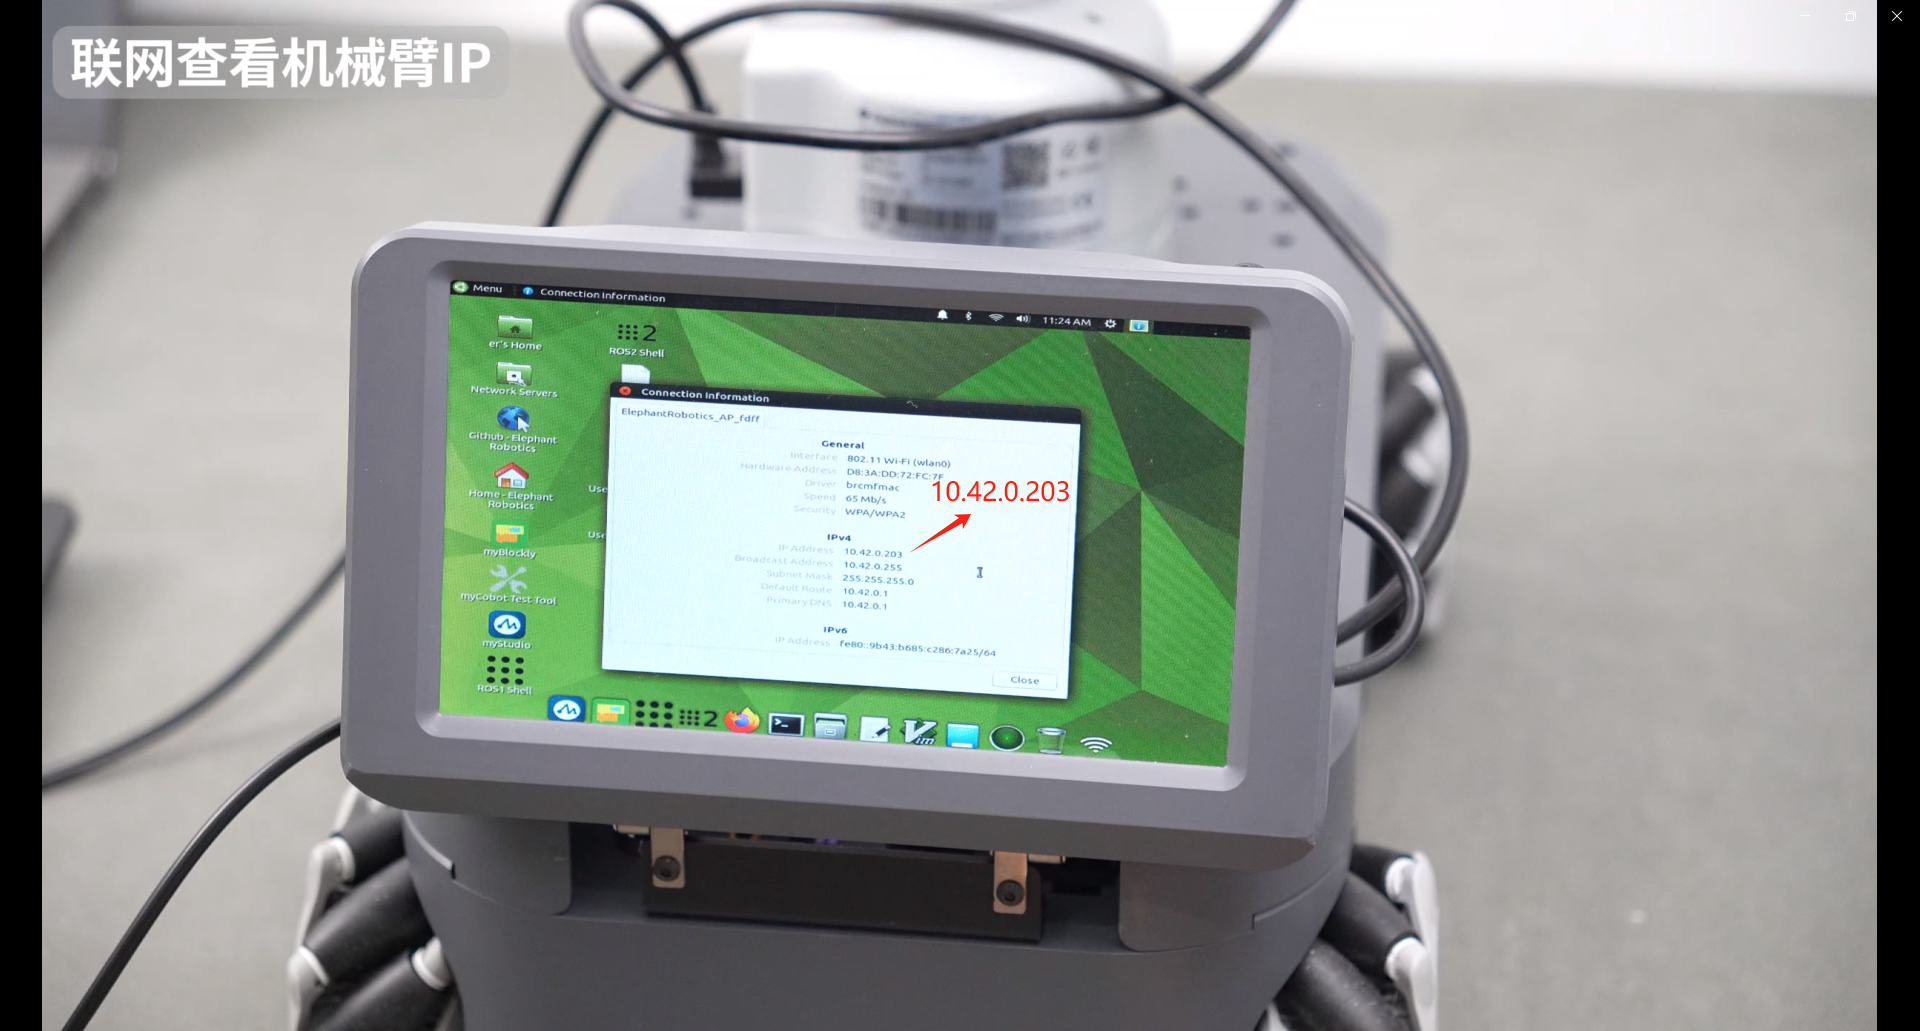 联网查看机械臂IP
Menu
Connection Information
11:24 AM
er's Home
2
ROS2 Shell
Network Servers
Github - Elephant
Robotics
Home - Elephant
Robotics
myBlockly
myCobot Test Tool
myStudio
ROS1 Shell
Use
Use
Connection Information
ElephantRobotics_AP_fdff
General
Interface 802.11 Wi-Fi (wlan0)
Hardware Address D8:3A:DD:72:FC:7F
Driver brcmfmac
Speed 65 Mb/s
Security WPA/WPA2
10.42.0.203
IPv4
IP Address 10.42.0.203
Broadcast Address 10.42.0.255
Subnet Mask 255.255.255.0
Default Route 10.42.0.1
Primary DNS 10.42.0.1
IPv6
IP Address fe80::9b43:b685:c286:7a25/64
Close
2
Vim